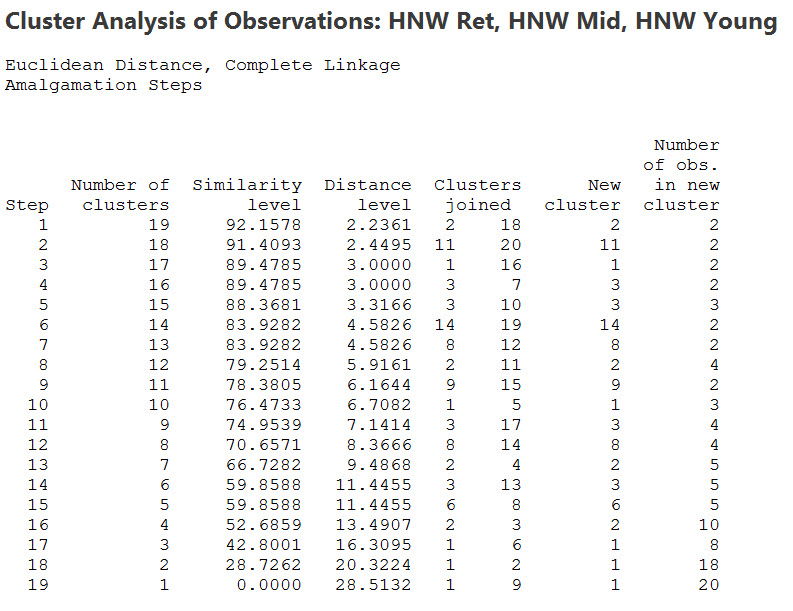 Cluster Analysis of Observations: HNW Ret, HNW Mid, HNW Young
Euclidean Distance, Complete Linkage
Amalgamation Steps
Number
of obs.
Number of Similarity Distance Clusters New in new
Step clusters level level joined cluster cluster
1 19 92.1578 2.2361 2 18 2 2
2 18 91.4093 2.4495 11 20 11 2
3 17 89.4785 3.0000 1 16 1 2
4 16 89.4785 3.0000 3 7 3 2
5 15 88.3681 3.3166 3 10 3 3
6 14 83.9282 4.5826 14 19 14 2
7 13 83.9282 4.5826 8 12 8 2
8 12 79.2514 5.9161 2 11 2 4
9 11 78.3805 6.1644 9 15 9 2
10 10 76.4733 6.7082 1 5 1 3
11 9 74.9539 7.1414 3 17 3 4
12 8 70.6571 8.3666 8 14 8 4
13 7 66.7282 9.4868 2 4 2 5
14 6 59.8588 11.4455 3 13 3 5
15 5 59.8588 11.4455 6 8 6 5
16 4 52.6859 13.4907 2 3 2 10
17 3 42.8001 16.3095 1 6 1 8
18 2 28.7262 20.3224 1 2 1 18
19 1 0.0000 28.5132 1 9 1 20